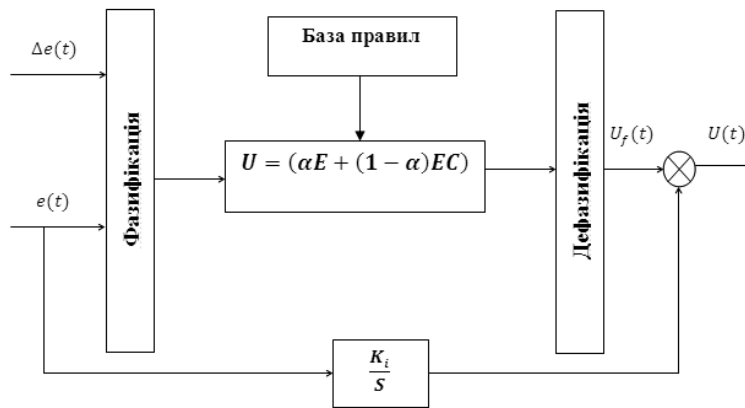 База правил
Δe(t)
Фазифікація
U = (αE + (1 − α)EC)
Дефазифікація
U_f(t)
U(t)
e(t)
K_i
S